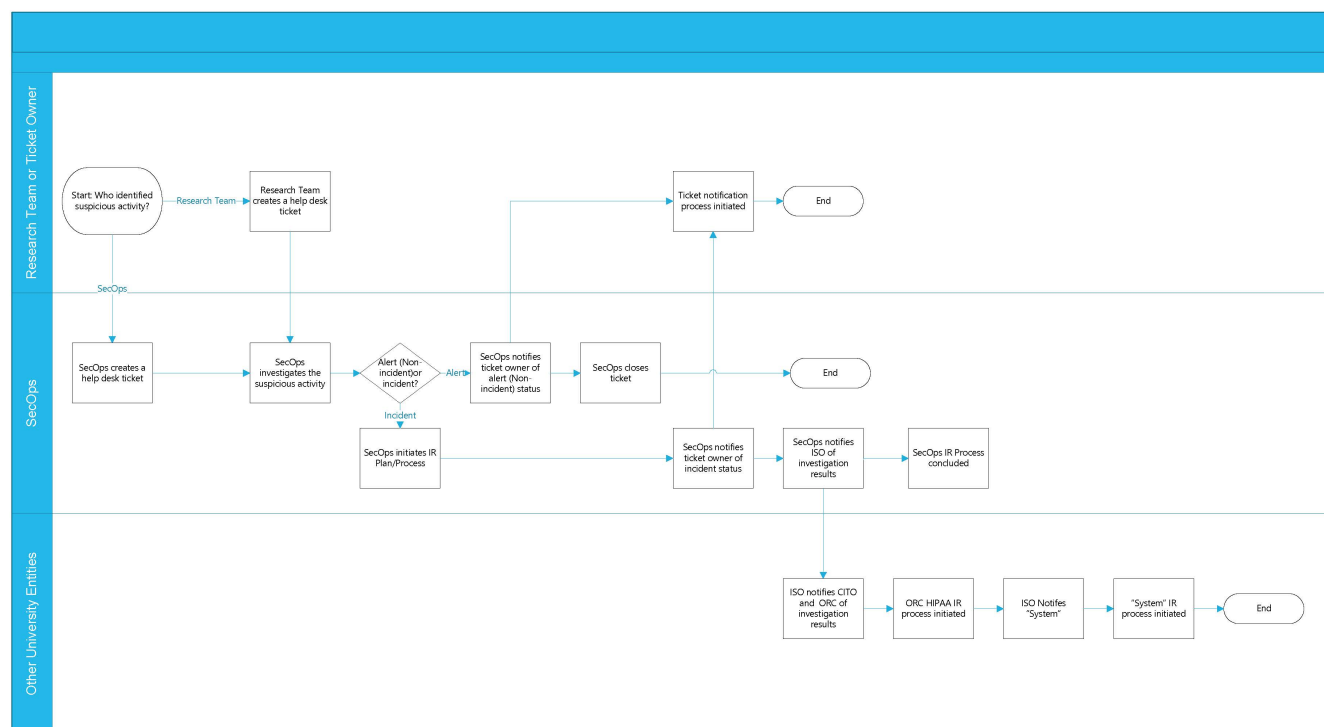 Research Team or Ticket Owner
Start: Who identified
suspicious activity?
Research Team
Research Team
creates a help desk
ticket
Ticket notification
process initiated
End
SecOps
SecOps
SecOps creates a
help desk ticket
SecOps
investigates the
suspicious activity
Alert (Non-
incident)or
incident?
Alert
SecOps notifies
ticket owner of
alert (Non-
incident) status
SecOps closes
ticket
End
Incident
SecOps initiates IR
Plan/Process
SecOps notifies
ticket owner of
incident status
SecOps notifies
ISO of
investigation
results
SecOps IR Process
concluded
Other University Entities
ISO notifies CITO
and ORC of
investigation
results
ORC HIPAA IR
process initiated
ISO Notifes
“System”
“System” IR
process initiated
End